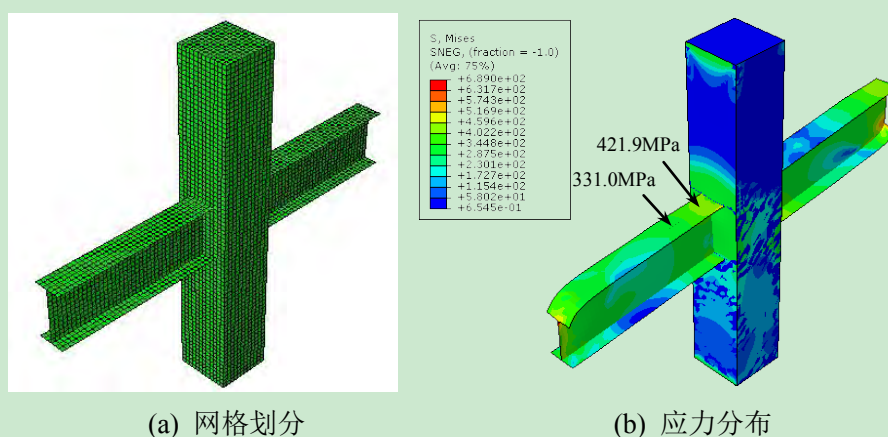 S, Mises
SNEG, (fraction = -1.0)
(Avg: 75%)
+6.890e+02
+6.317e+02
+5.743e+02
+5.169e+02
+4.596e+02
+4.022e+02
+3.448e+02
+2.875e+02
+2.301e+02
+1.727e+02
+1.154e+02
+5.802e+01
+6.545e-01
421.9MPa
331.0MPa
(a) 网格划分
(b) 应力分布